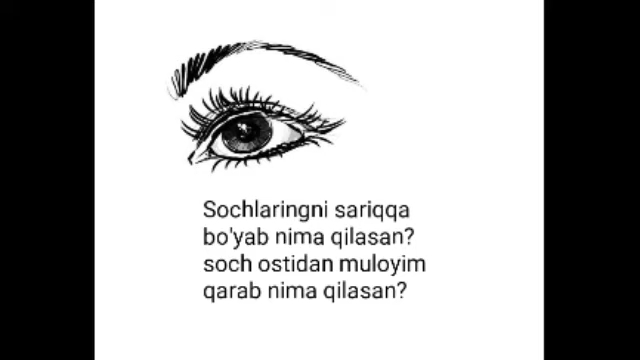 Sochlaringni sariqqa
bo'yab nima qilasan?
soch ostidan muloyim
qarab nima qilasan?